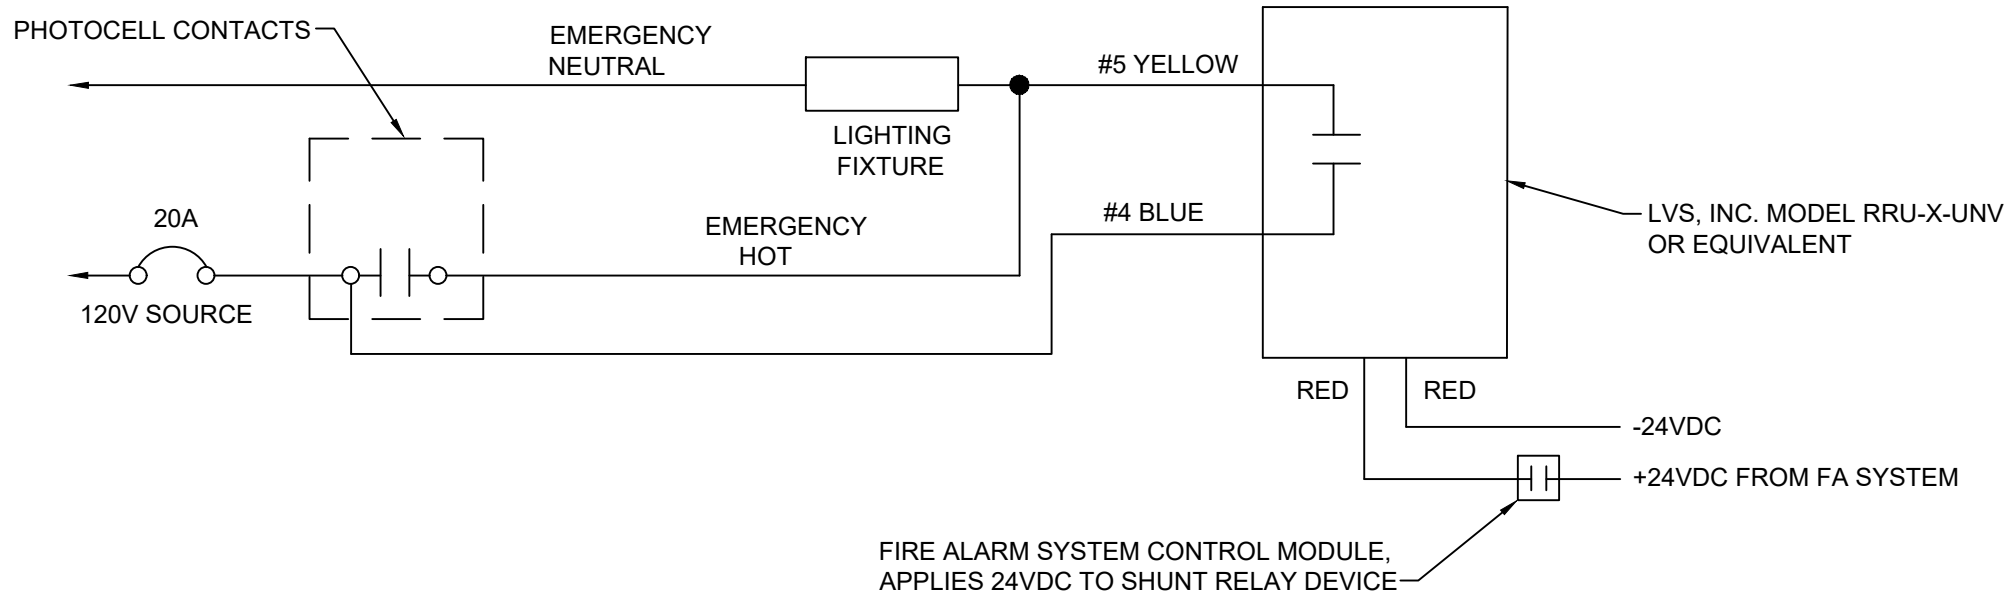 PHOTOCELL CONTACTS
EMERGENCY
NEUTRAL
#5 YELLOW
LIGHTING
FIXTURE
20A
EMERGENCY
HOT
#4 BLUE
LVS, INC. MODEL RRU-X-UNV
OR EQUIVALENT
120V SOURCE
RED
RED
-24VDC
+24VDC FROM FA SYSTEM
FIRE ALARM SYSTEM CONTROL MODULE,
APPLIES 24VDC TO SHUNT RELAY DEVICE